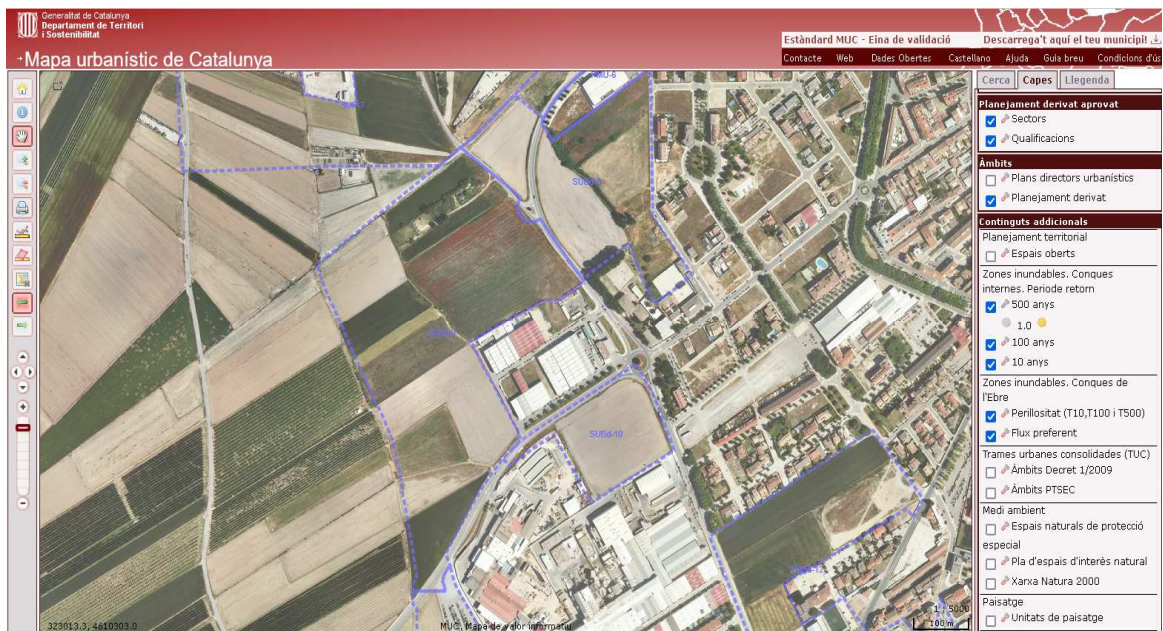 Generalitat de Catalunya
Departament de Territori
i Sostenibilitat
Mapa urbanístic de Catalunya
Estàndard MUC - Eina de validació
Descarrega't aquí el teu municipi!
Contacte Web Dades Obertes Castellano Ajuda Guia breu Condicions d'ús
Cerca Capes Llegenda
Planejament derivat aprovat
Sectors
Qualificacions
Àmbits
Plans directors urbanístics
Planejament derivat
Continguts addicionals
Planejament territorial
Espais oberts
Zones inundables. Conques
internes. Periode retorn
500 anys
1.0
100 anys
10 anys
Zones inundables. Conques de
l'Ebre
Perillositat (T10,T100 i T500)
Flux preferent
Trames urbanes consolidades (TUC)
Àmbits Decret 1/2009
Àmbits PTSEC
Medi ambient
Espais naturals de protecció
especial
Pla d'espais d'interès natural
Xarxa Natura 2000
Paisatge
Unitats de paisatge
SUBd-10
323013.3, 4610303.0
MUC, Mapa de valor informatiu
1 : 5000
100 m